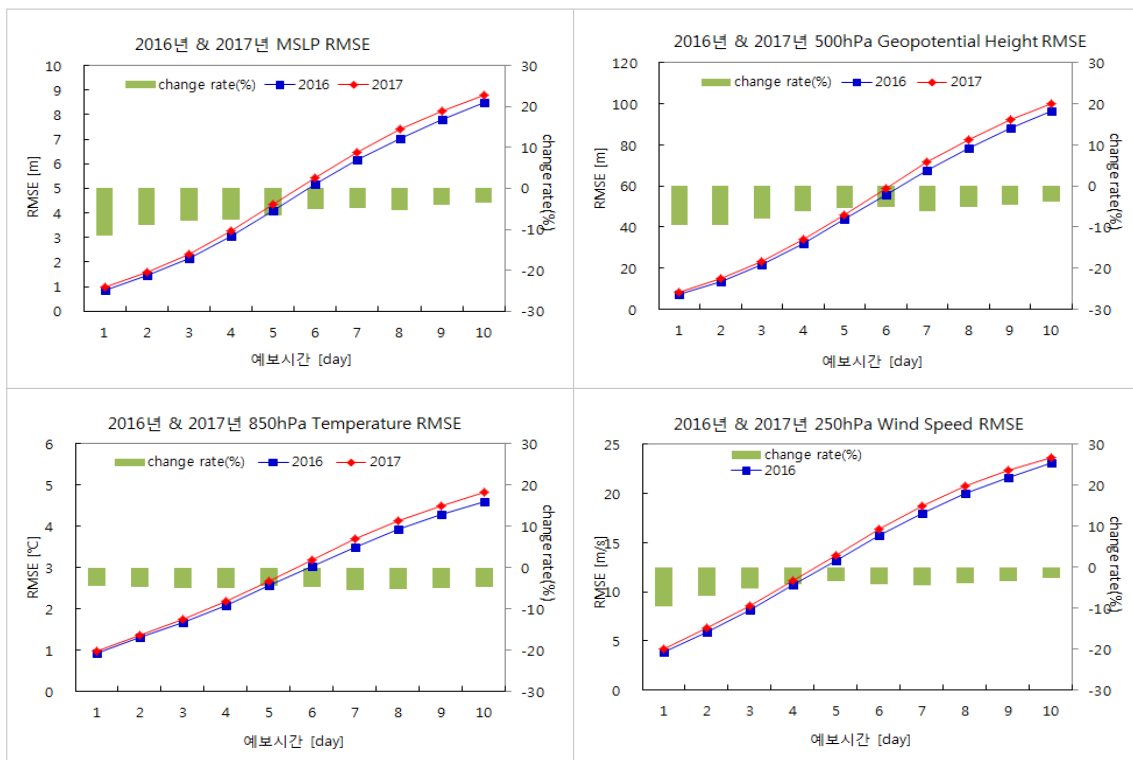 2016년 & 2017년 MSLP RMSE
change rate(%) 2016 2017
10
9
8
7
6
5
4
3
2
1
0
RMSE [m]
30
20
10
0
-10
-20
-30
change rate(%)
1 2 3 4 5 6 7 8 9 10
예보시간 [day]
2016년 & 2017년 500hPa Geopotential Height RMSE
change rate(%) 2016 2017
120
100
80
60
40
20
0
RMSE [m]
30
20
10
0
-10
-20
-30
change rate(%)
1 2 3 4 5 6 7 8 9 10
예보시간 [day]
2016년 & 2017년 850hPa Temperature RMSE
change rate(%) 2016 2017
6
5
4
3
2
1
0
RMSE [℃]
30
20
10
0
-10
-20
-30
change rate(%)
1 2 3 4 5 6 7 8 9 10
예보시간 [day]
2016년 & 2017년 250hPa Wind Speed RMSE
change rate(%)
2016
25
20
15
10
5
0
RMSE [m/s]
30
20
10
0
-10
-20
-30
change rate(%)
1 2 3 4 5 6 7 8 9 10
예보시간 [day]